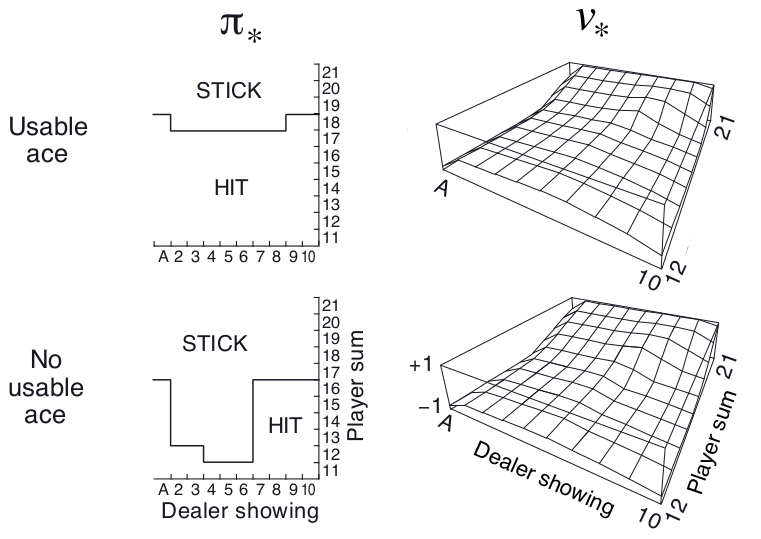 π*
v*
Usable
ace
STICK
HIT
21
20
19
18
17
16
15
14
13
12
11
A 2 3 4 5 6 7 8 9 10
A
21
10
12
No
usable
ace
STICK
HIT
21
20
19
18
17
16
15
14
13
12
11
Player sum
A 2 3 4 5 6 7 8 9 10
Dealer showing
+1
−1
A
Dealer showing
10
12
Player sum
21